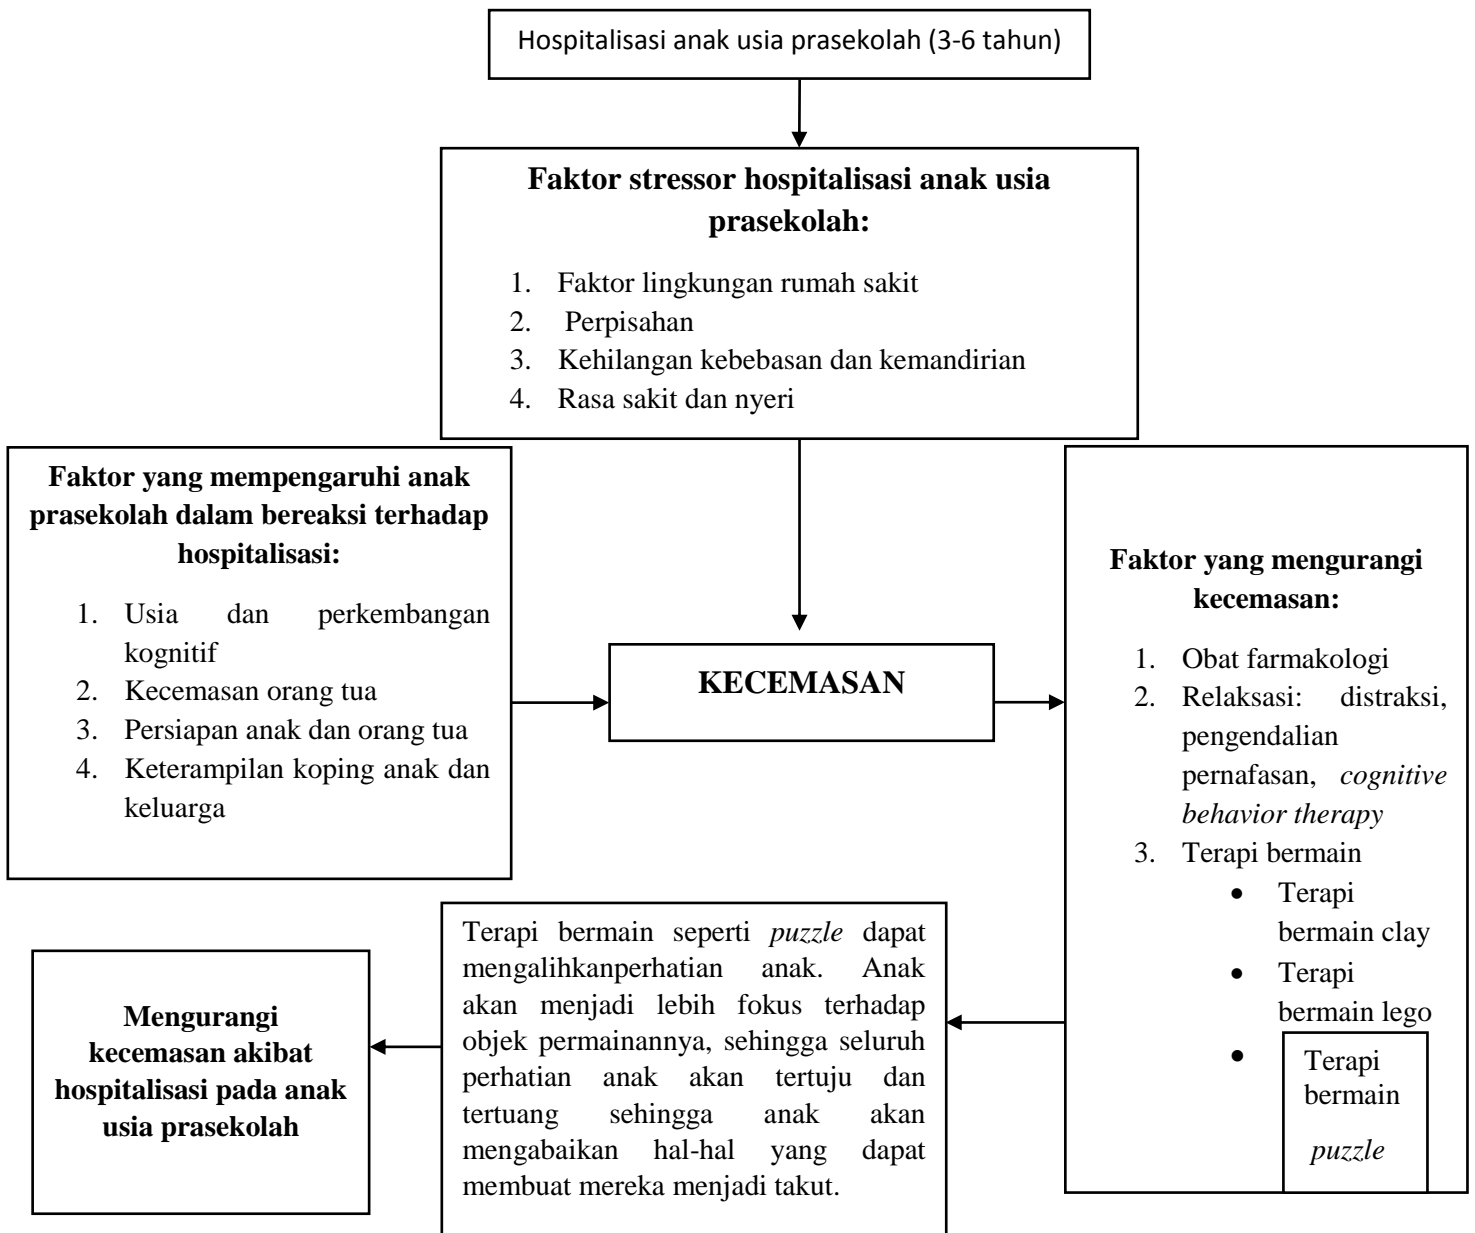 Hospitalisasi anak usia prasekolah (3-6 tahun)
Faktor stressor hospitalisasi anak usia
prasekolah:
1. Faktor lingkungan rumah sakit
2. Perpisahan
3. Kehilangan kebebasan dan kemandirian
4. Rasa sakit dan nyeri
Faktor yang mempengaruhi anak
prasekolah dalam bereaksi terhadap
hospitalisasi:
1. Usia dan perkembangan
kognitif
2. Kecemasan orang tua
3. Persiapan anak dan orang tua
4. Keterampilan koping anak dan
keluarga
KECEMASAN
Faktor yang mengurangi
kecemasan:
1. Obat farmakologi
2. Relaksasi: distraksi,
pengendalian
pernafasan, cognitive
behavior therapy
3. Terapi bermain
• Terapi
bermain clay
• Terapi
bermain lego
• Terapi
bermain
puzzle
Terapi bermain seperti puzzle dapat
mengalihkanperhatian anak. Anak
akan menjadi lebih fokus terhadap
objek permainannya, sehingga seluruh
perhatian anak akan tertuju dan
tertuang sehingga anak akan
mengabaikan hal-hal yang dapat
membuat mereka menjadi takut.
Mengurangi
kecemasan akibat
hospitalisasi pada anak
usia prasekolah